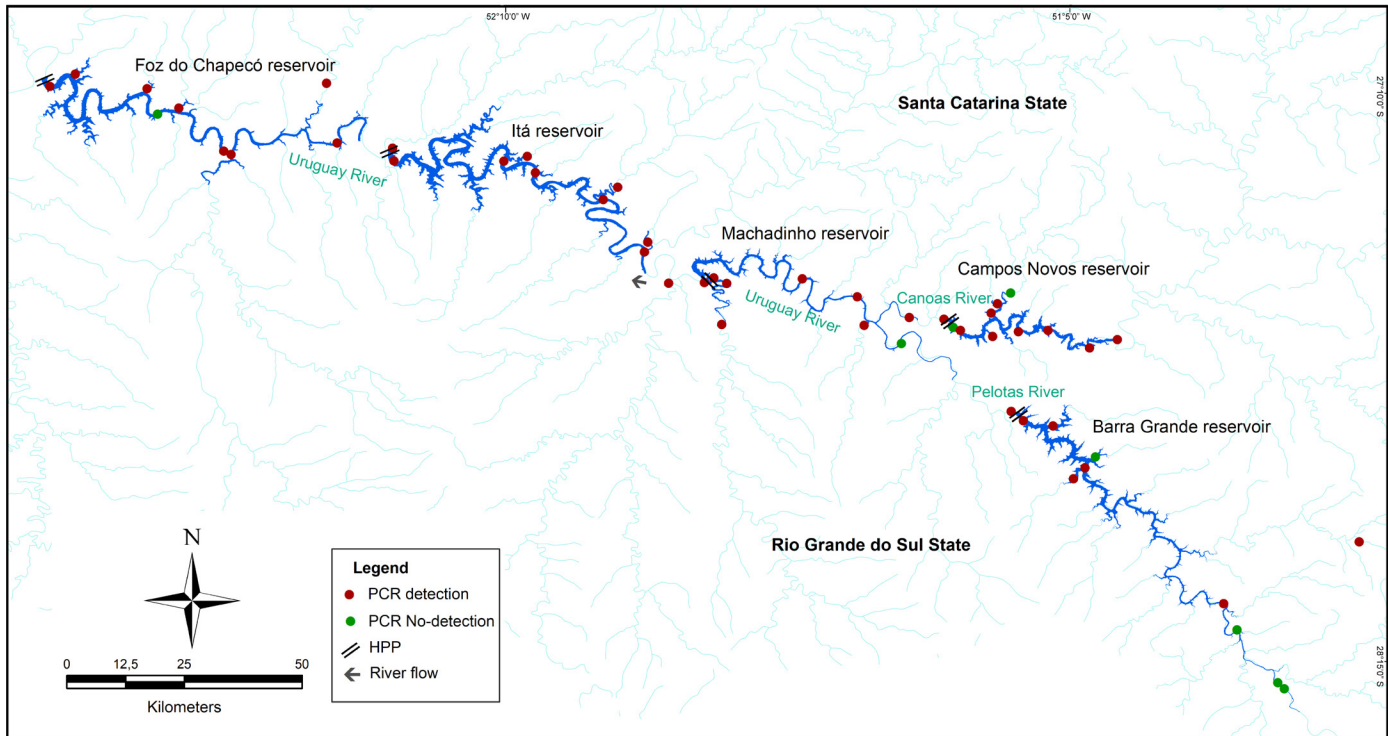 52°10'0" W
51°5'0" W
Foz do Chapecó reservoir
27°10'0 S
Santa Catarina State
Itá reservoir
Uruguay River
Machadinho reservoir
Campos Novos reservoir
Canoas River
Uruguay River
Pelotas River
Barra Grande reservoir
Rio Grande do Sul State
N
Legend
PCR detection
PCR No-detection
HPP
River flow
0 12,5 25 50
Kilometers
28°15'0 S